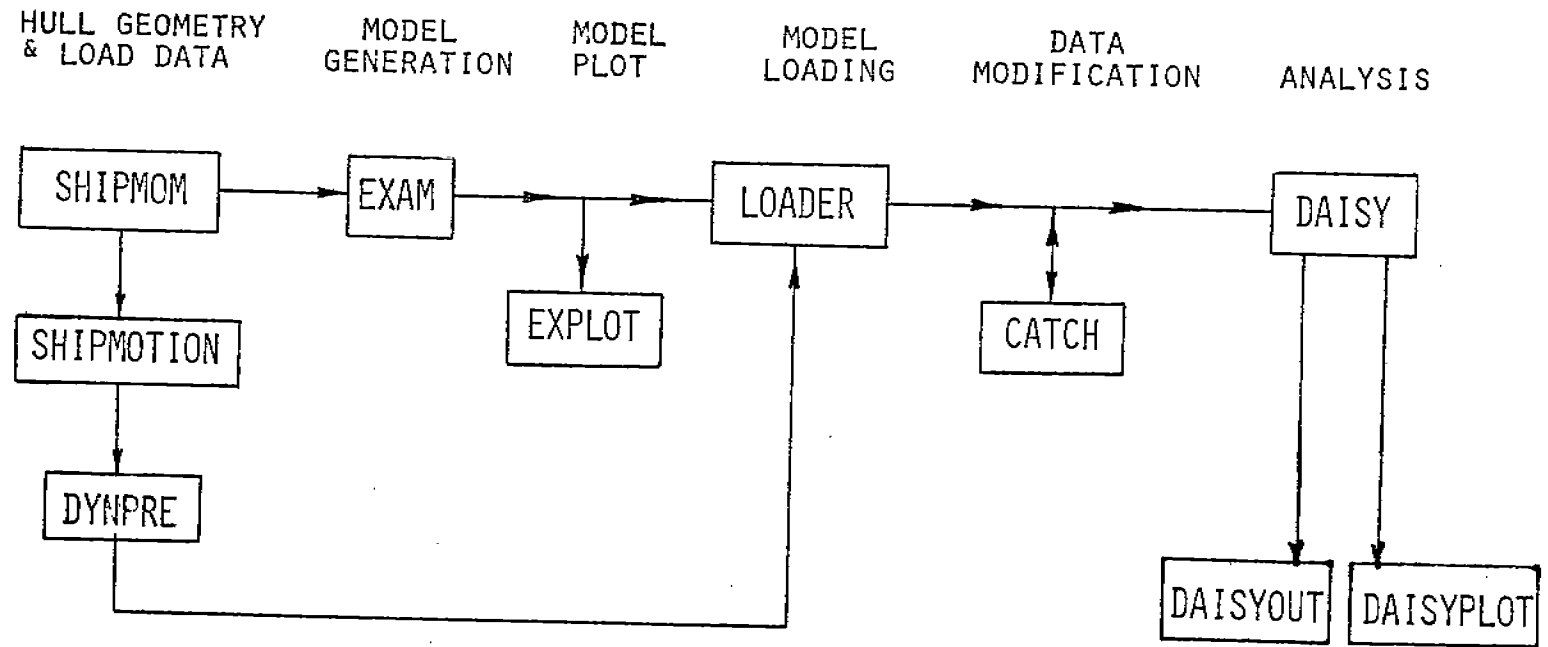 HULL GEOMETRY
& LOAD DATA
MODEL
GENERATION
MODEL
PLOT
MODEL
LOADING
DATA
MODIFICATION
ANALYSIS
SHIPMOM
EXAM
LOADER
DAISY
SHIPMOTION
EXPLOT
CATCH
DYNPRE
DAISYOUT
DAISYPLOT